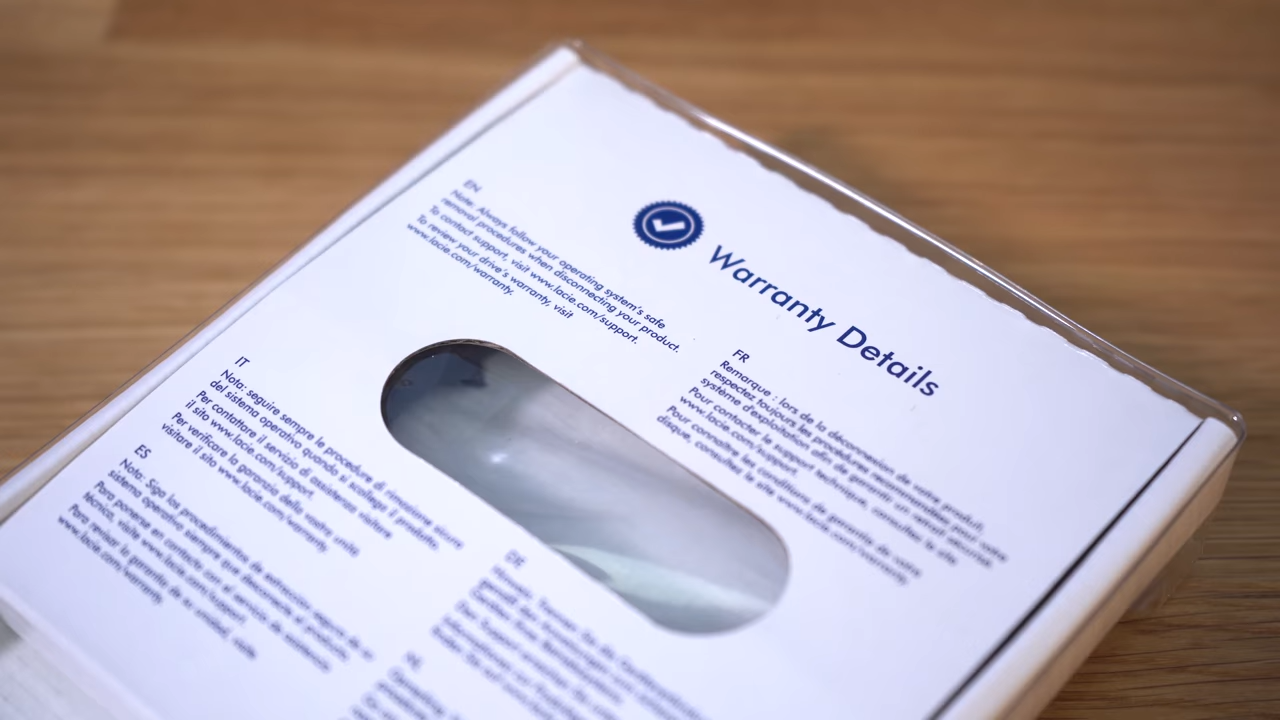 Warranty Details
EN
Note: Always follow your operating system's safe
removal procedures when disconnecting your product.
To contact support, visit www.lacie.com/support.
To review your drive's warranty, visit
www.lacie.com/warranty.
FR
Remarque : lors de la déconnexion de votre produit,
respectez toujours les procédures recommandées pour votre
système d'exploitation afin de garantir un retrait sécurisé.
Pour contacter le support technique, consultez le site
www.lacie.com/support.
Pour connaître les conditions de garantie de votre
disque, consultez le site www.lacie.com/warranty.
IT
Nota: seguire sempre le procedure di rimozione sicure
del sistema operativo quando si scollega il prodotto.
Per contattare il servizio di assistenza visitare
il sito www.lacie.com/support.
Per verificare la garanzia della vostra unità
visitare il sito www.lacie.com/warranty.
ES
Nota: Siga los procedimientos de extracción segura de su
sistema operativo siempre que desconecte el producto.
Para ponerse en contacto con el servicio de asistencia
técnica, visite www.lacie.com/support.
Para revisar la garantía de su unidad, visite
www.lacie.com/warranty.
DE
NL